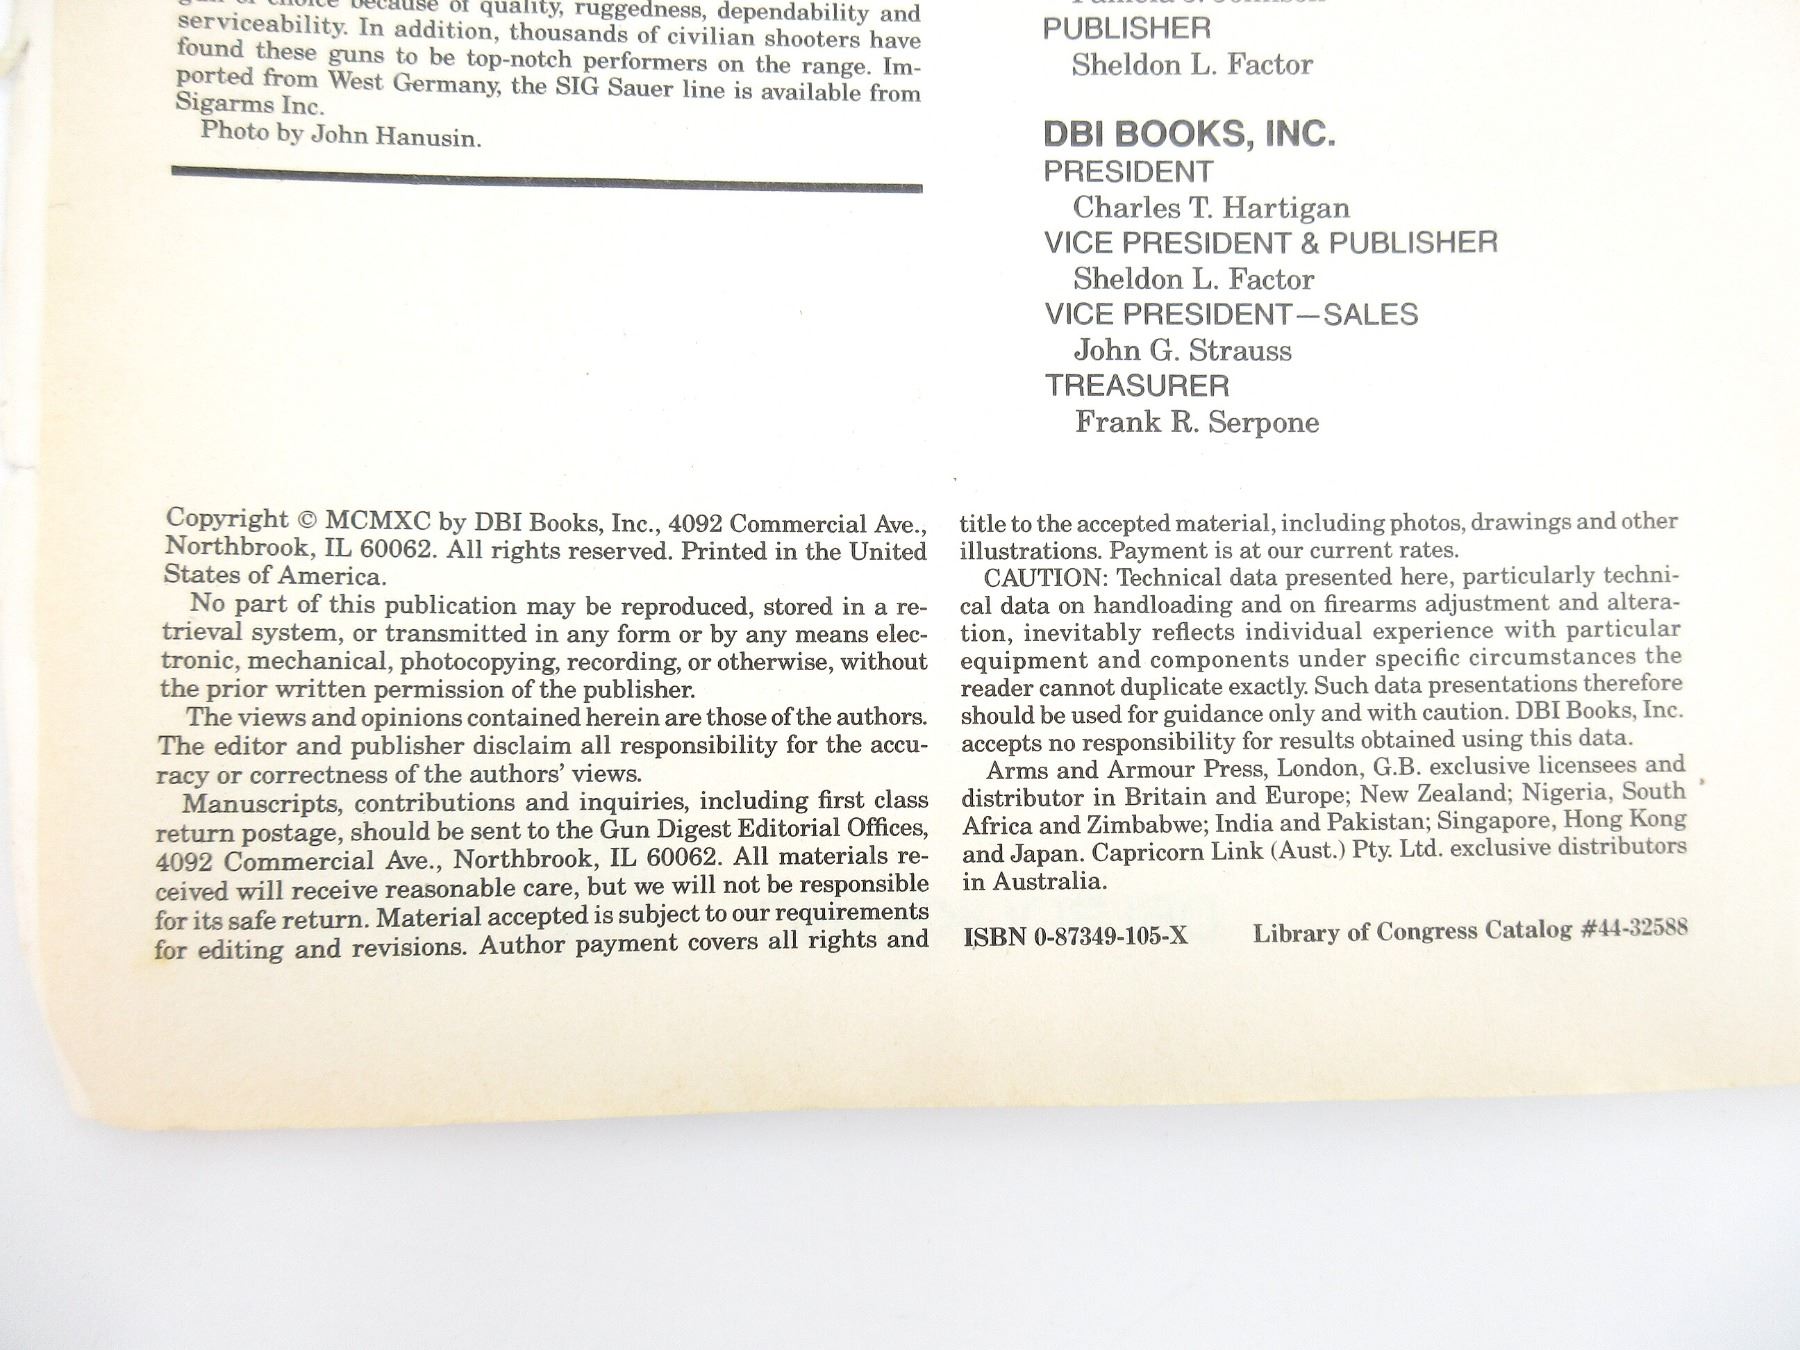 because of quality, ruggedness, dependability and
serviceability. In addition, thousands of civilian shooters have
found these guns to be top-notch performers on the range. Im-
ported from West Germany, the SIG Sauer line is available from
Sigarms Inc.
Photo by John Hanusin.
PUBLISHER
Sheldon L. Factor
DBI BOOKS, INC.
PRESIDENT
Charles T. Hartigan
VICE PRESIDENT & PUBLISHER
Sheldon L. Factor
VICE PRESIDENT—SALES
John G. Strauss
TREASURER
Frank R. Serpone
Copyright © MCMXC by DBI Books, Inc., 4092 Commercial Ave.,
Northbrook, IL 60062. All rights reserved. Printed in the United
States of America.
No part of this publication may be reproduced, stored in a re-
trieval system, or transmitted in any form or by any means elec-
tronic, mechanical, photocopying, recording, or otherwise, without
the prior written permission of the publisher.
The views and opinions contained herein are those of the authors.
The editor and publisher disclaim all responsibility for the accu-
racy or correctness of the authors' views.
Manuscripts, contributions and inquiries, including first class
return postage, should be sent to the Gun Digest Editorial Offices,
4092 Commercial Ave., Northbrook, IL 60062. All materials re-
ceived will receive reasonable care, but we will not be responsible
for its safe return. Material accepted is subject to our requirements
for editing and revisions. Author payment covers all rights and
title to the accepted material, including photos, drawings and other
illustrations. Payment is at our current rates.
CAUTION: Technical data presented here, particularly techni-
cal data on handloading and on firearms adjustment and altera-
tion, inevitably reflects individual experience with particular
equipment and components under specific circumstances the
reader cannot duplicate exactly. Such data presentations therefore
should be used for guidance only and with caution. DBI Books, Inc.
accepts no responsibility for results obtained using this data.
Arms and Armour Press, London, G.B. exclusive licensees and
distributor in Britain and Europe; New Zealand; Nigeria, South
Africa and Zimbabwe; India and Pakistan; Singapore, Hong Kong
and Japan. Capricorn Link (Aust.) Pty. Ltd. exclusive distributors
in Australia.
ISBN 0-87349-105-X Library of Congress Catalog #44-32588